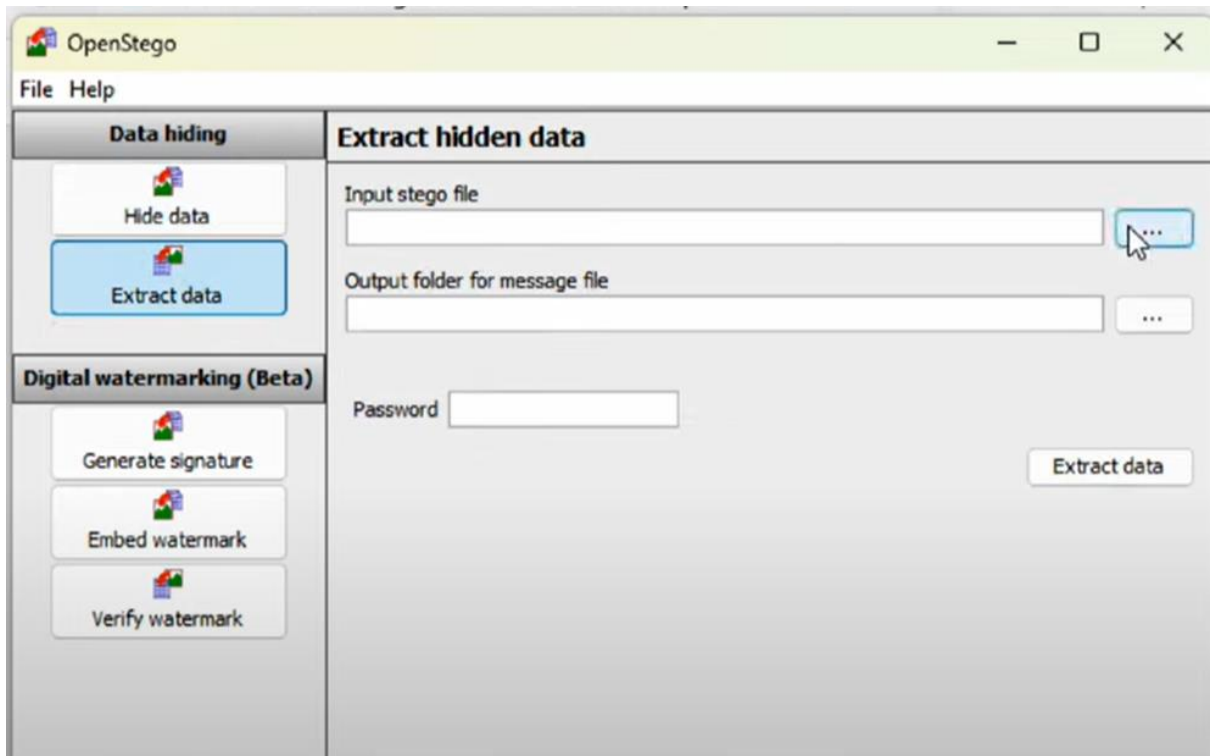 OpenStego
File Help
Data hiding
Hide data
Extract data
Digital watermarking (Beta)
Generate signature
Embed watermark
Verify watermark
Extract hidden data
Input stego file
...
Output folder for message file
...
Password
Extract data